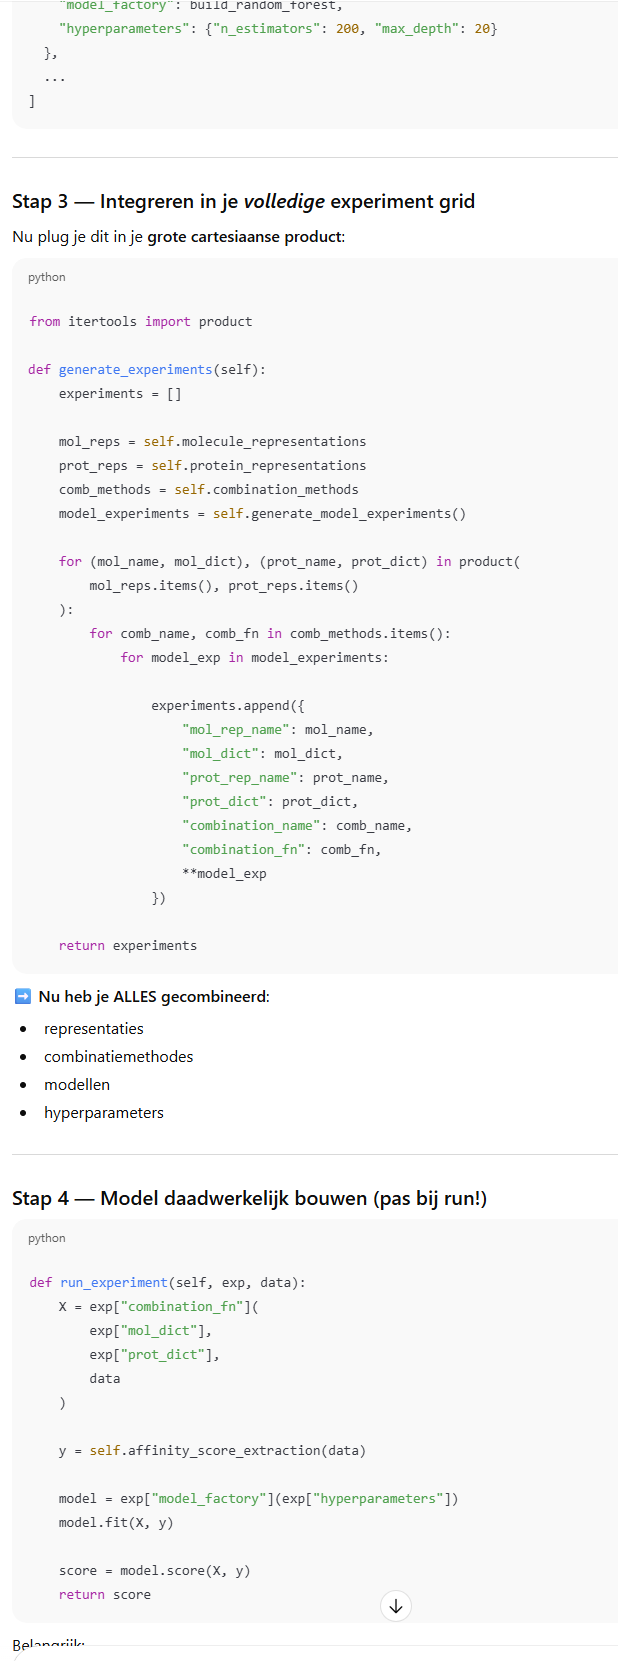 "model_factory": build_random_forest,
"hyperparameters": {"n_estimators": 200, "max_depth": 20}
},
...
]
Stap 3 — Integreren in je volledige experiment grid
Nu plug je dit in je grote cartesiaanse product:
python
from itertools import product
def generate_experiments(self):
experiments = []
mol_reps = self.molecule_representations
prot_reps = self.protein_representations
comb_methods = self.combination_methods
model_experiments = self.generate_model_experiments()
for (mol_name, mol_dict), (prot_name, prot_dict) in product(
mol_reps.items(), prot_reps.items()
):
for comb_name, comb_fn in comb_methods.items():
for model_exp in model_experiments:
experiments.append({
"mol_rep_name": mol_name,
"mol_dict": mol_dict,
"prot_rep_name": prot_name,
"prot_dict": prot_dict,
"combination_name": comb_name,
"combination_fn": comb_fn,
**model_exp
})
return experiments
➡️ Nu heb je ALLES gecombineerd:
• representaties
• combinatiemethodes
• modellen
• hyperparameters
Stap 4 — Model daadwerkelijk bouwen (pas bij run!)
python
def run_experiment(self, exp, data):
X = exp["combination_fn"](
exp["mol_dict"],
exp["prot_dict"],
data
)
y = self.affinity_score_extraction(data)
model = exp["model_factory"](exp["hyperparameters"])
model.fit(X, y)
score = model.score(X, y)
return score
Belangrijk: